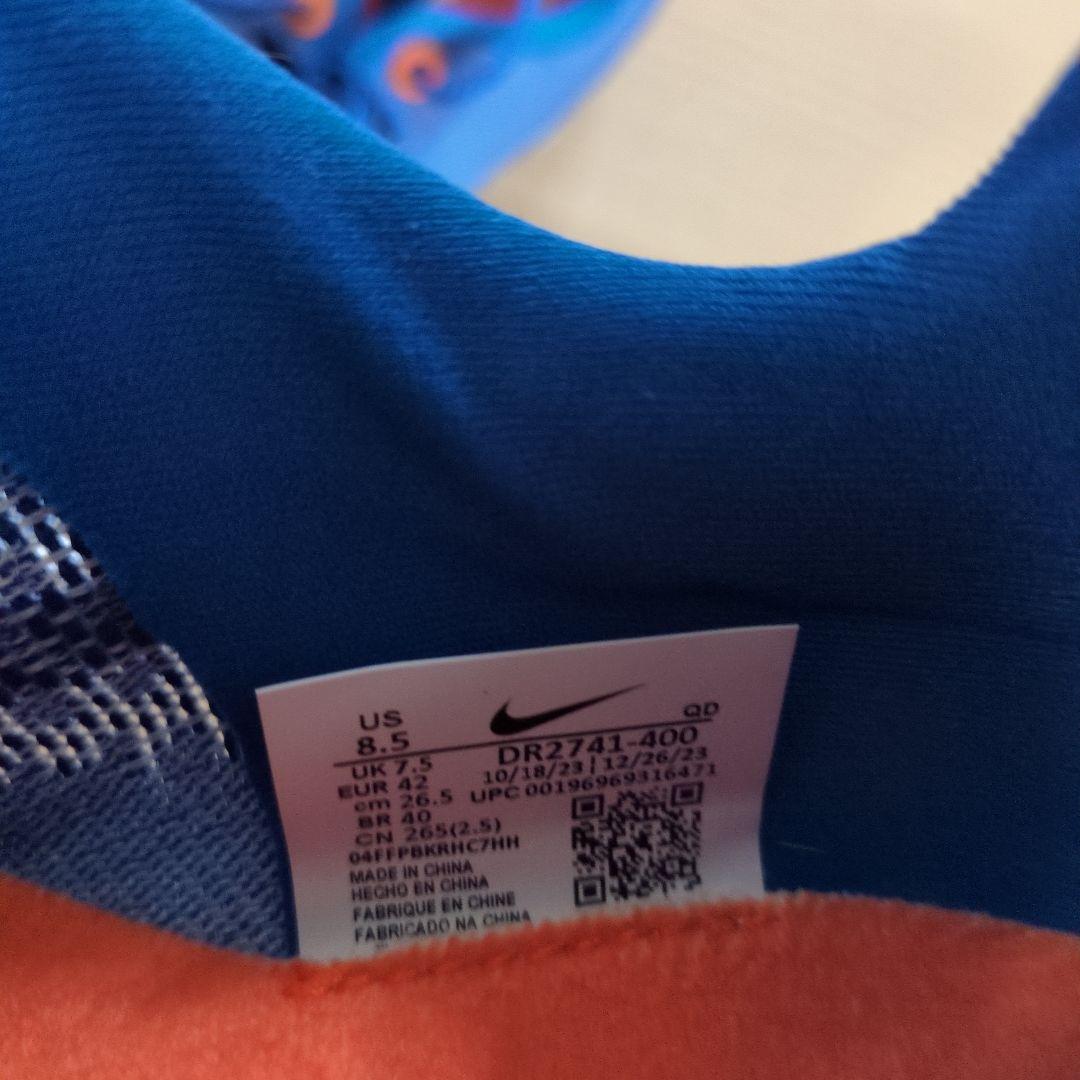 US
8.5
QD
UK 7.5
DR2741-400
EUR 42
10/18/23 | 12/26/23
cm 26.5
UPC 00196969316471
BR 40
CN 265(2.5)
04FFPBKRHC7HH
MADE IN CHINA
HECHO EN CHINA
FABRIQUE EN CHINE
FABRICADO NA CHINA